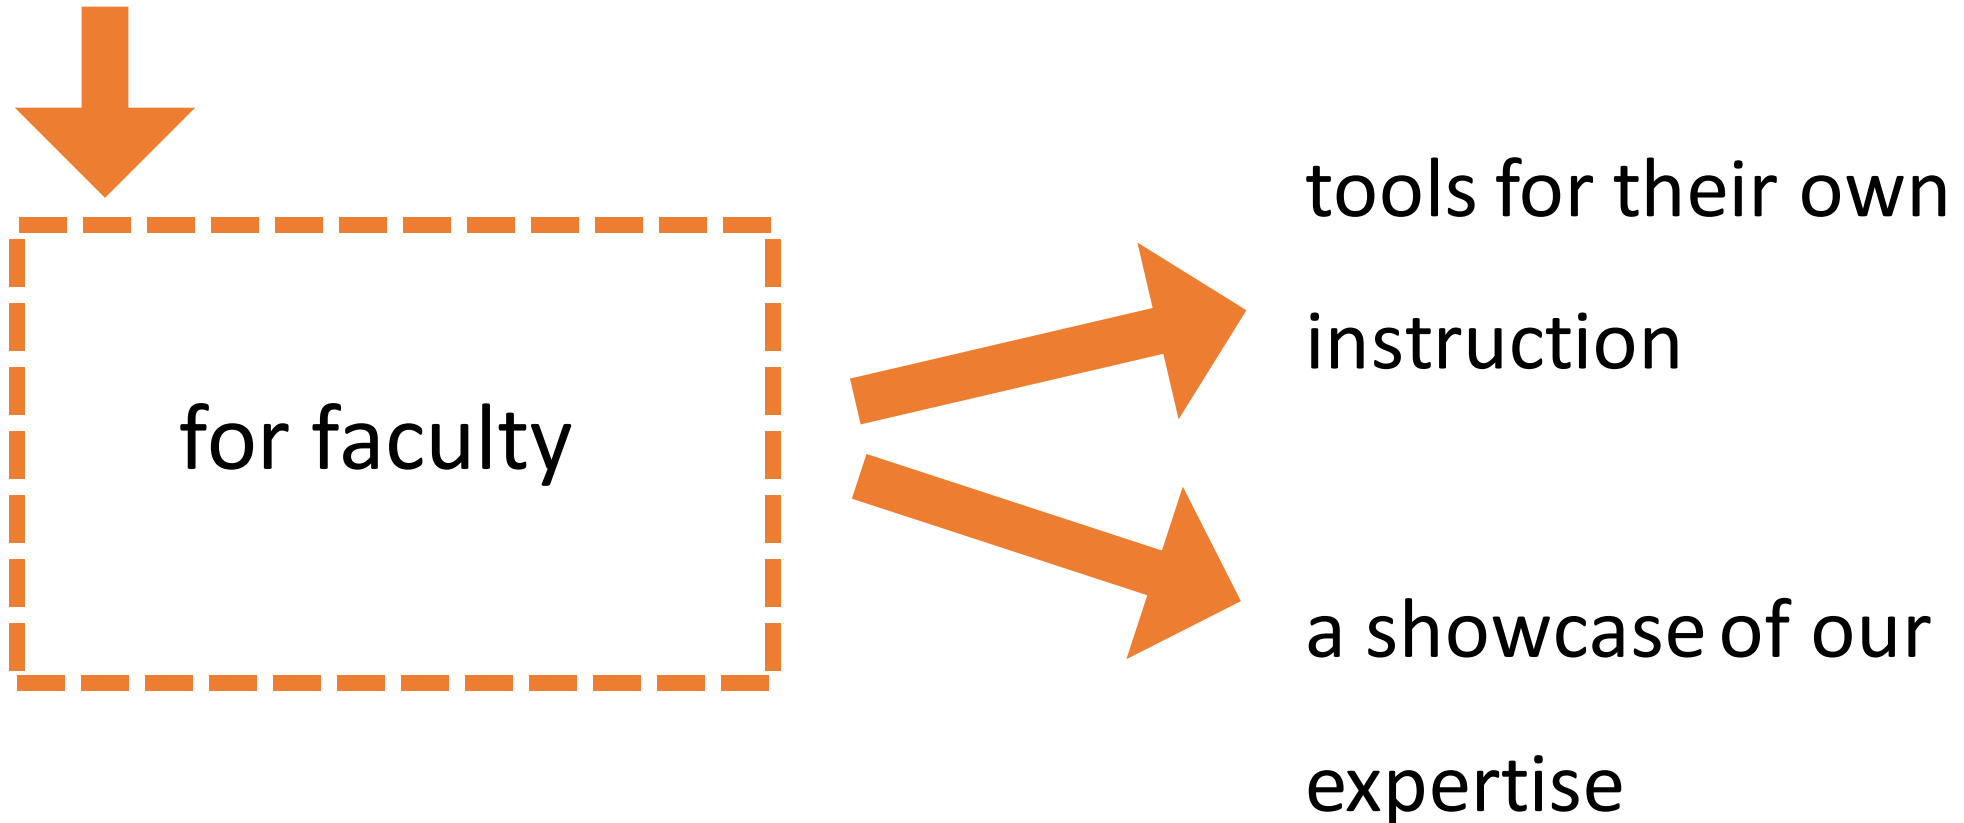 tools for their own
instruction
for faculty
a showcase of our
expertise